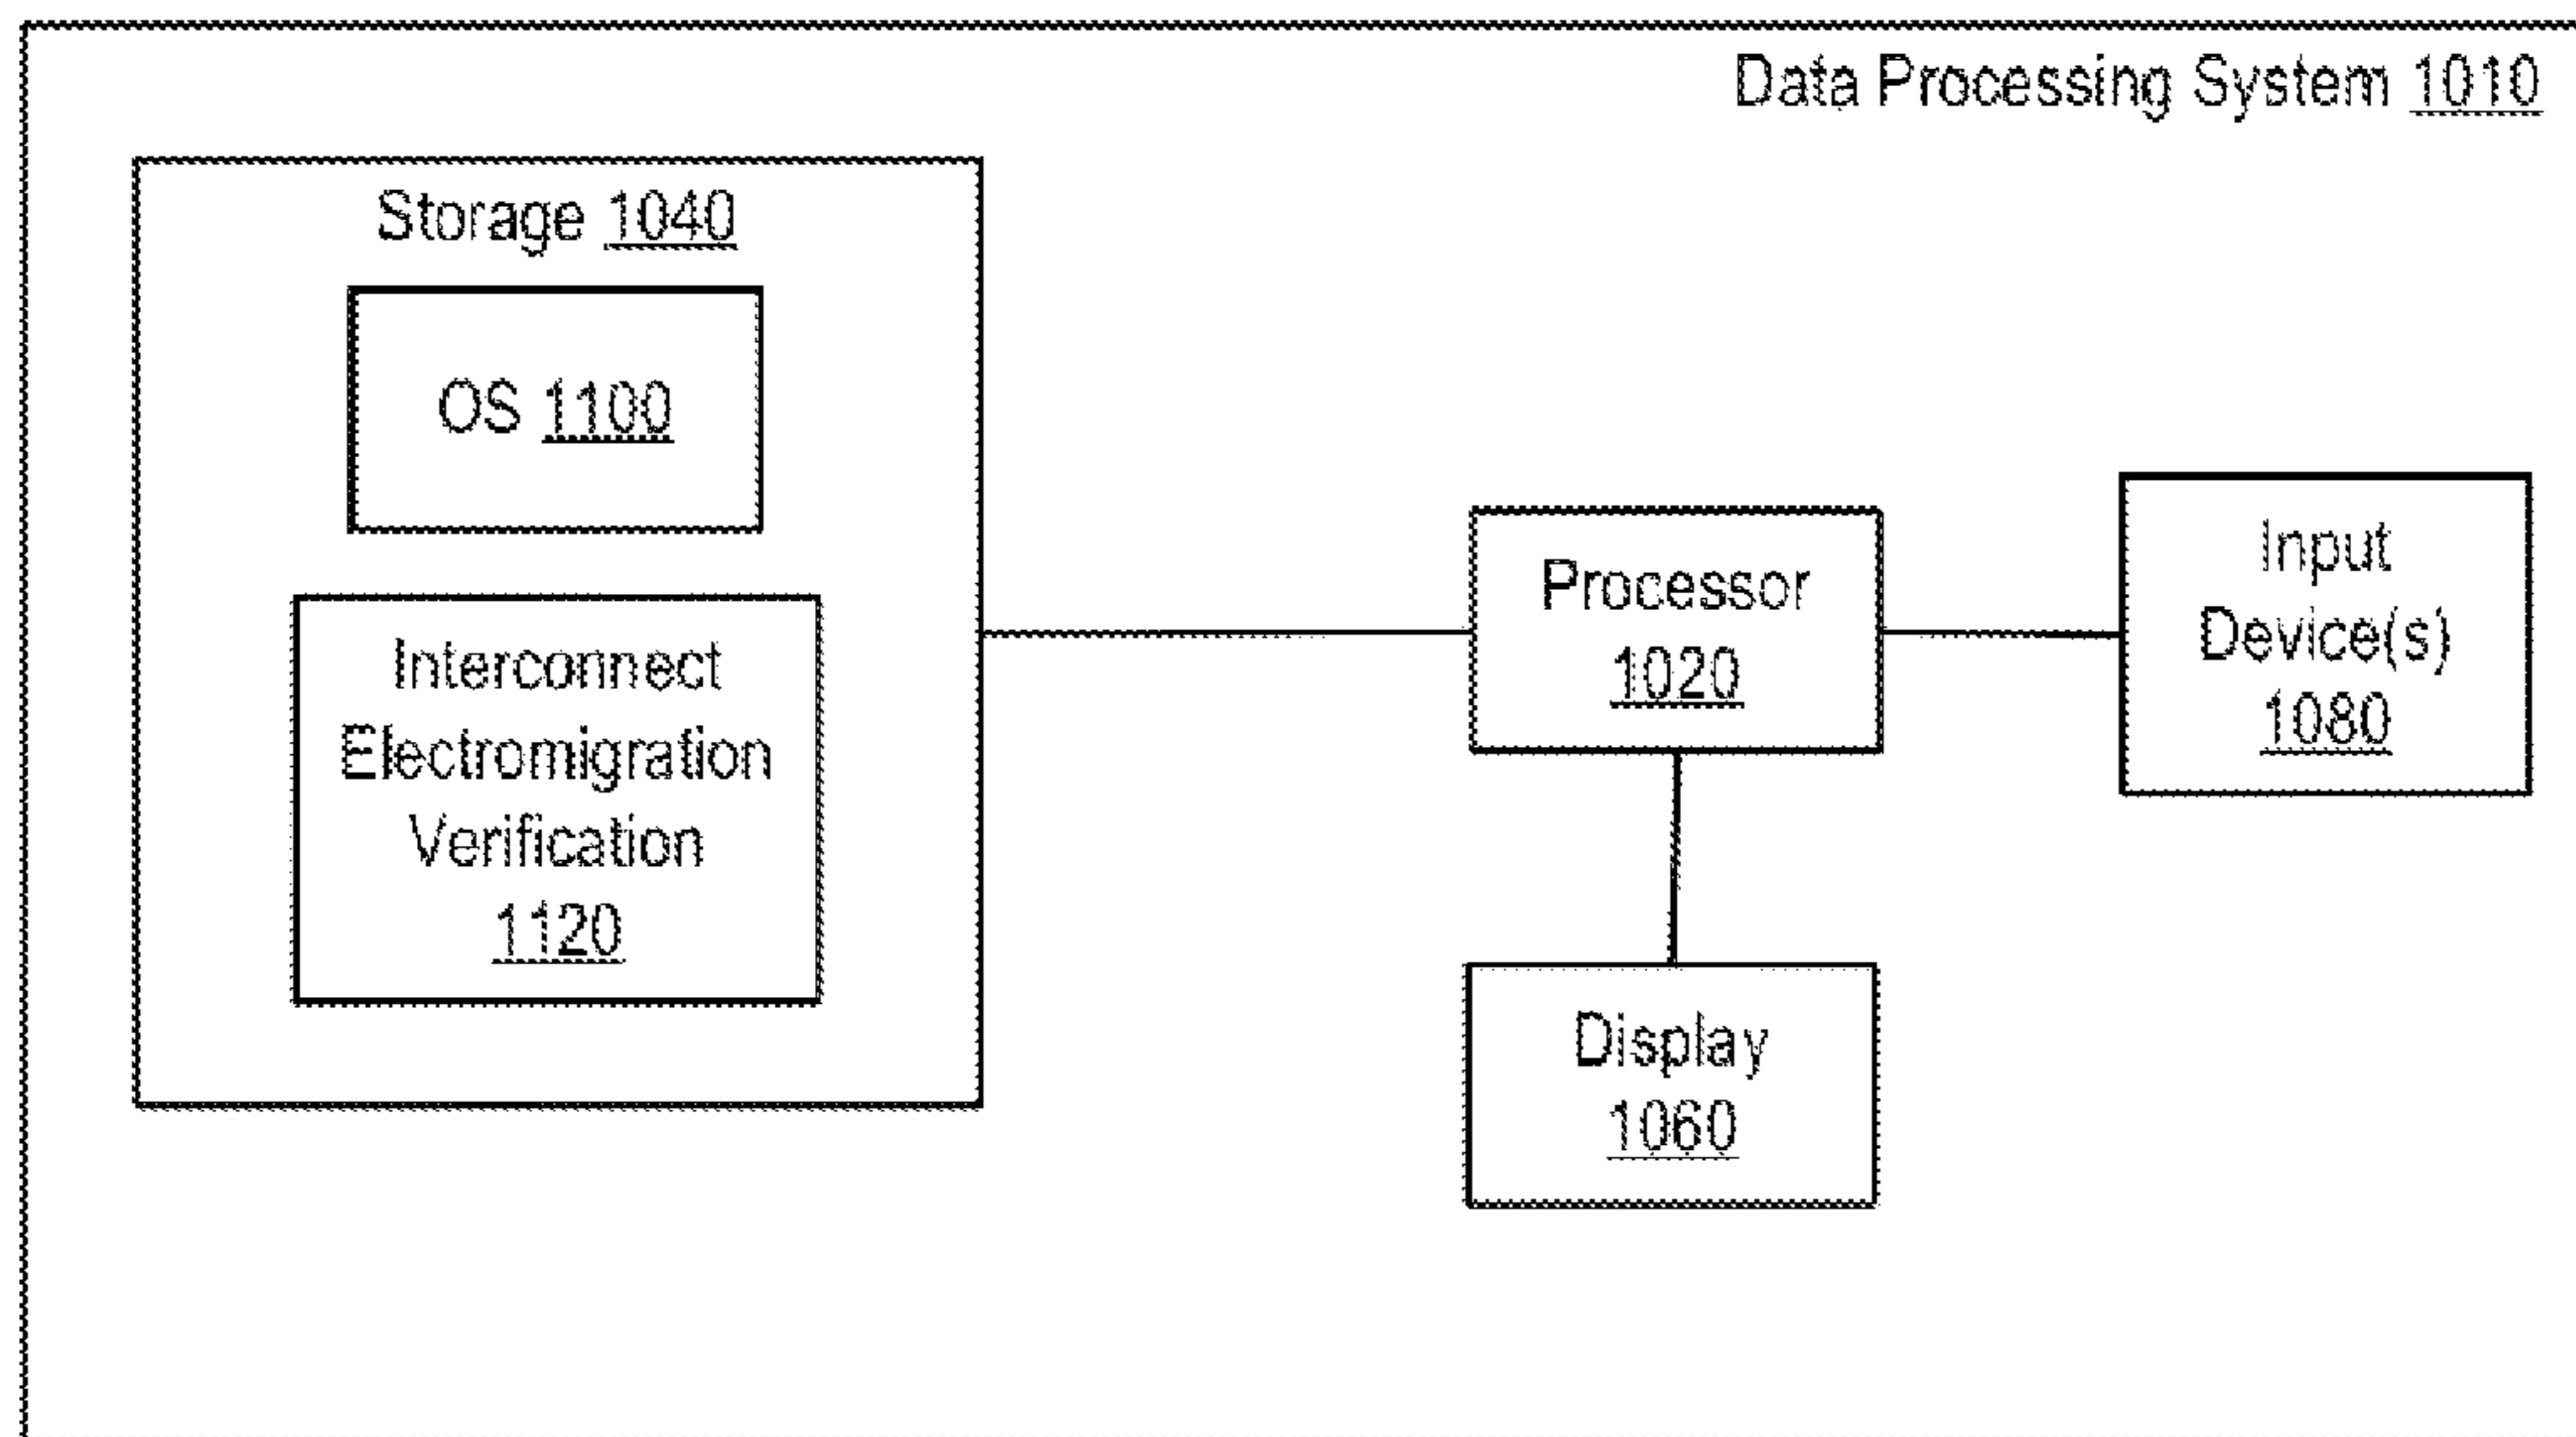 Data Processing System 1010
Storage 1040
OS 1100
Interconnect
Electromigration
Verification
1120
Processor
1020
Input
Device(s)
1080
Display
1060